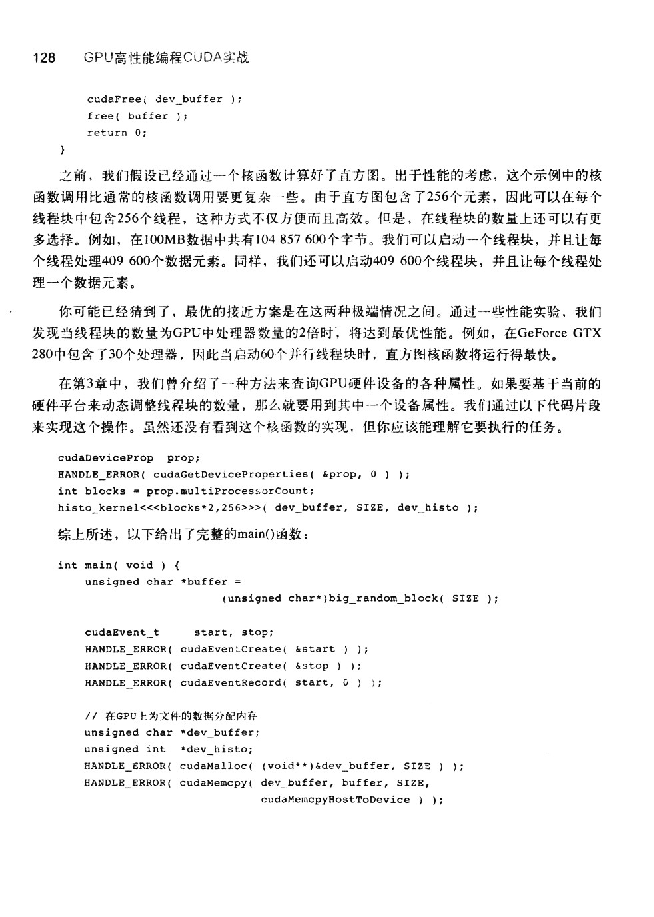 128 GPU高性能编程CUDA实战
cudaFree( dev_buffer );
free( buffer );
return 0;
}
之前，我们假设已经通过一个核函数计算好了直方图。出于性能的考虑，这个示例中的核
函数调用比通常的核函数调用要更复杂一些。由于直方图包含了256个元素，因此可以在每个
线程块中包含256个线程，这种方式不仅方便而且高效。但是，在线程块的数量上还可以有更
多选择。例如，在100MB数据中共有104 857 600个字节。我们可以启动一个线程块，并且让每
个线程处理409 600个数据元素。同样，我们还可以启动409 600个线程块，并且让每个线程处
理一个数据元素。
你可能已经猜到了，最优的接近方案是在这两种极端情况之间。通过一些性能实验，我们
发现当线程块的数量为GPU中处理器数量的2倍时，将达到最优性能。例如，在GeForce GTX
280中包含了30个处理器，因此当启动60个并行线程块时，直方图核函数将运行得最快。
在第3章中，我们曾介绍了一种方法来查询GPU硬件设备的各种属性。如果要基于当前的
硬件平台来动态调整线程块的数量，那么就要用到其中一个设备属性。我们通过以下代码片段
来实现这个操作。虽然还没有看到这个核函数的实现，但你应该能理解它要执行的任务。
cudaDeviceProp prop;
HANDLE_ERROR( cudaGetDeviceProperties( &prop, 0 ) );
int blocks = prop.multiProcessorCount;
histo_kernel<<<blocks*2,256>>>( dev_buffer, SIZE, dev_histo );
综上所述，以下给出了完整的main()函数：
int main( void ) {
unsigned char *buffer =
(unsigned char*)big_random_block( SIZE );
cudaEvent_t start, stop;
HANDLE_ERROR( cudaEventCreate( &start ) );
HANDLE_ERROR( cudaEventCreate( &stop ) );
HANDLE_ERROR( cudaEventRecord( start, 0 ) );
// 在GPU上为文件的数据分配内存
unsigned char *dev_buffer;
unsigned int *dev_histo;
HANDLE_ERROR( cudaMalloc( (void**)&dev_buffer, SIZE ) );
HANDLE_ERROR( cudaMemcpy( dev_buffer, buffer, SIZE,
cudaMemcpyHostToDevice ) );